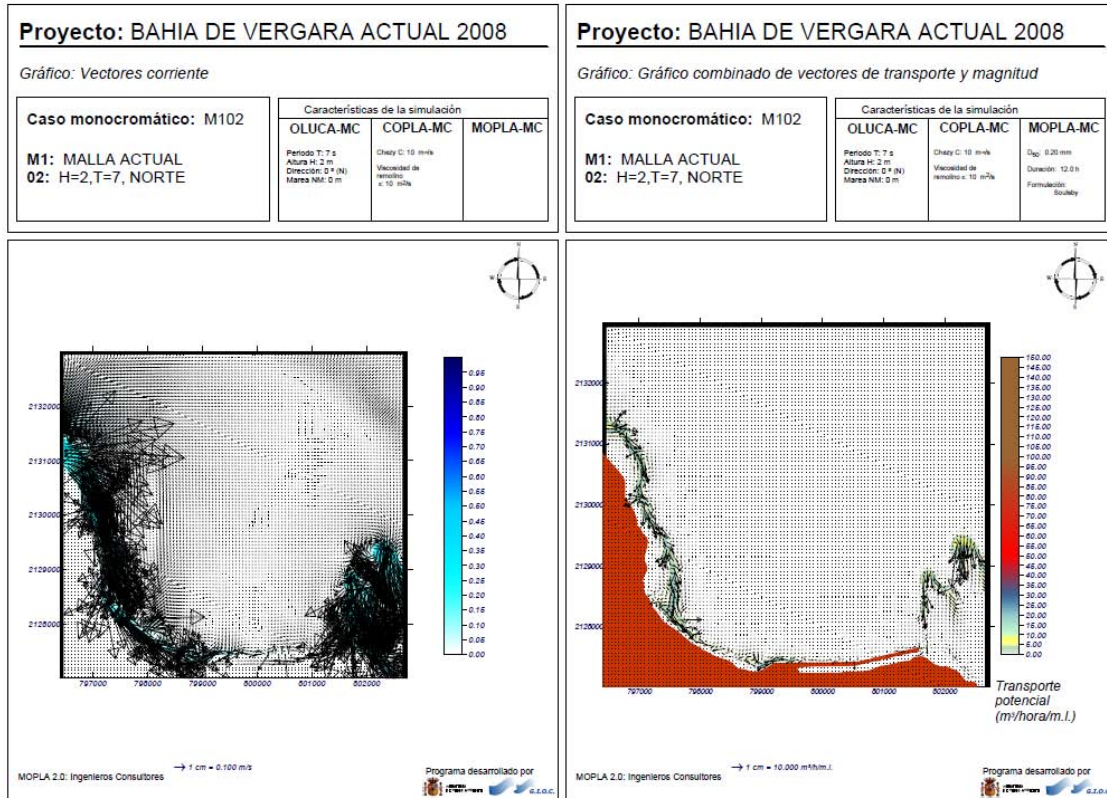 Proyecto: BAHIA DE VERGARA ACTUAL 2008
Gráfico: Vectores corriente
Caso monocromático: M102
M1: MALLA ACTUAL
02: H=2,T=7, NORTE
Características de la simulación
OLUCA-MC COPLA-MC MOPLA-MC
Periodo T: 7 s
Altura H: 2 m
Dirección: 0 º (N)
Marea NM: 0 m
Chezy C: 10
Viscosidad de
remolino
ε: 10 m²/s
N
W E
S
2132000
2131000
2130000
2129000
2128000
797000 798000 799000 800000 801000 802000
0.95
0.90
0.85
0.80
0.75
0.70
0.65
0.60
0.55
0.50
0.45
0.40
0.35
0.30
0.25
0.20
0.15
0.10
0.05
0.00
1 cm = 0.100 m/s
MOPLA 2.0: Ingenieros Consultores
Programa desarrollado por
G.I.O.C.
Proyecto: BAHIA DE VERGARA ACTUAL 2008
Gráfico: Gráfico combinado de vectores de transporte y magnitud
Caso monocromático: M102
M1: MALLA ACTUAL
02: H=2,T=7, NORTE
Características de la simulación
OLUCA-MC COPLA-MC MOPLA-MC
Periodo T: 7 s
Altura H: 2 m
Dirección: 0 º (N)
Marea NM: 0 m
Chezy C: 10
Viscosidad de
remolino ε: 10 m²/s
D50: 0.20 mm
Duración: 12.0 h
Formulación:
Soulsby
N
W E
S
2132000
2131000
2130000
2129000
2128000
797000 798000 799000 800000 801000 802000
150.00
145.00
140.00
135.00
130.00
125.00
120.00
115.00
110.00
105.00
100.00
95.00
90.00
85.00
80.00
75.00
70.00
65.00
60.00
55.00
50.00
45.00
40.00
35.00
30.00
25.00
20.00
15.00
10.00
5.00
0.00
Transporte
potencial
(m³/hora/m.l.)
1 cm = 10.000 m³/h/m.l.
MOPLA 2.0: Ingenieros Consultores
Programa desarrollado por
G.I.O.C.